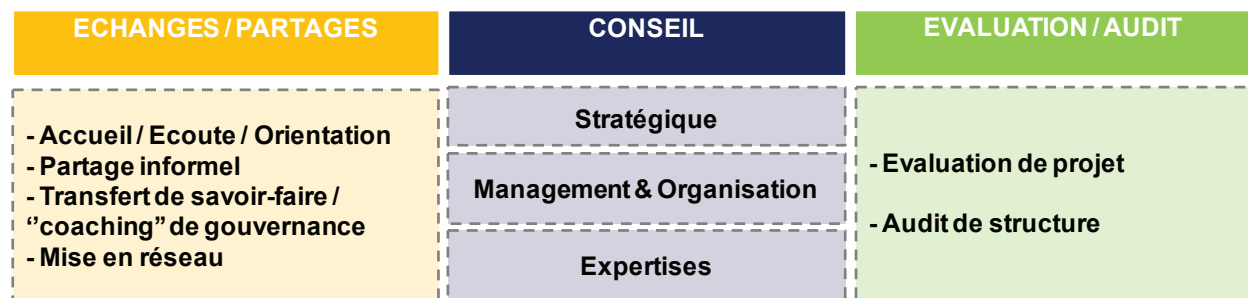 ECHANGES / PARTAGES
CONSEIL
EVALUATION / AUDIT
- Accueil / Ecoute / Orientation
- Partage informel
- Transfert de savoir-faire /
‘’coaching’’ de gouvernance
- Mise en réseau
Stratégique
Management & Organisation
Expertises
- Evaluation de projet
- Audit de structure